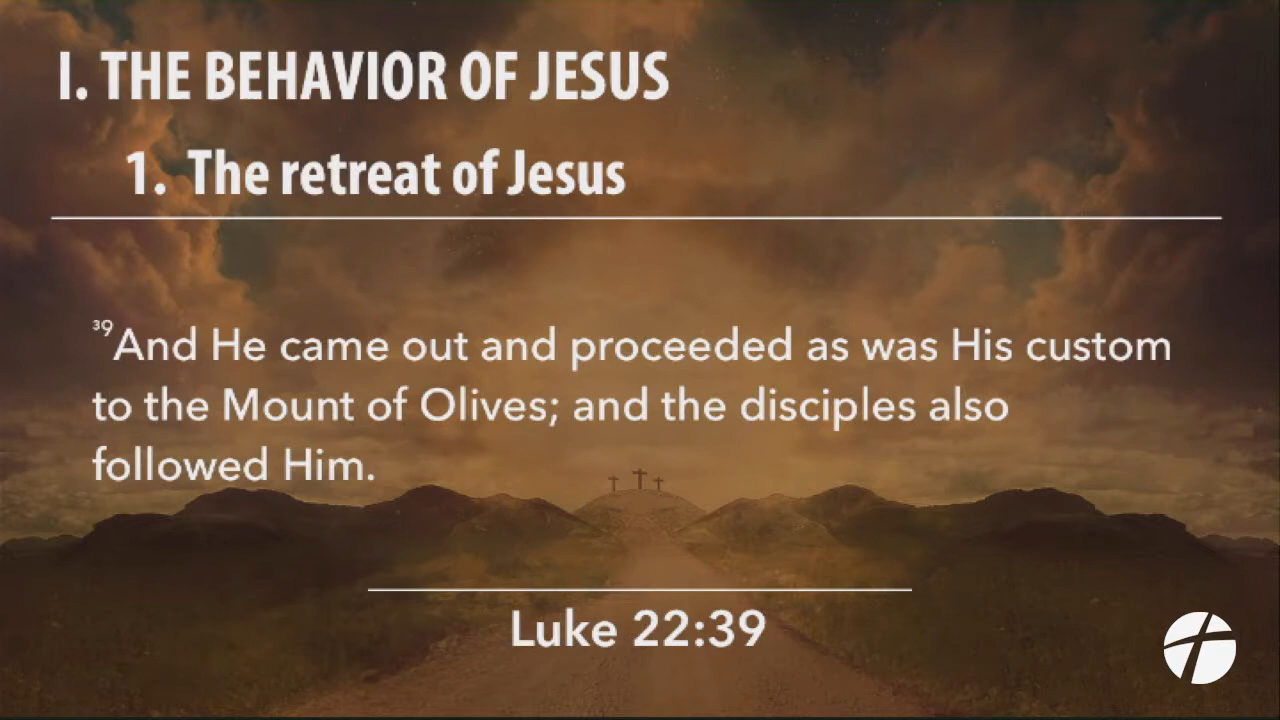 I. THE BEHAVIOR OF JESUS
1. The retreat of Jesus
39And He came out and proceeded as was His custom
to the Mount of Olives; and the disciples also
followed Him.
Luke 22:39